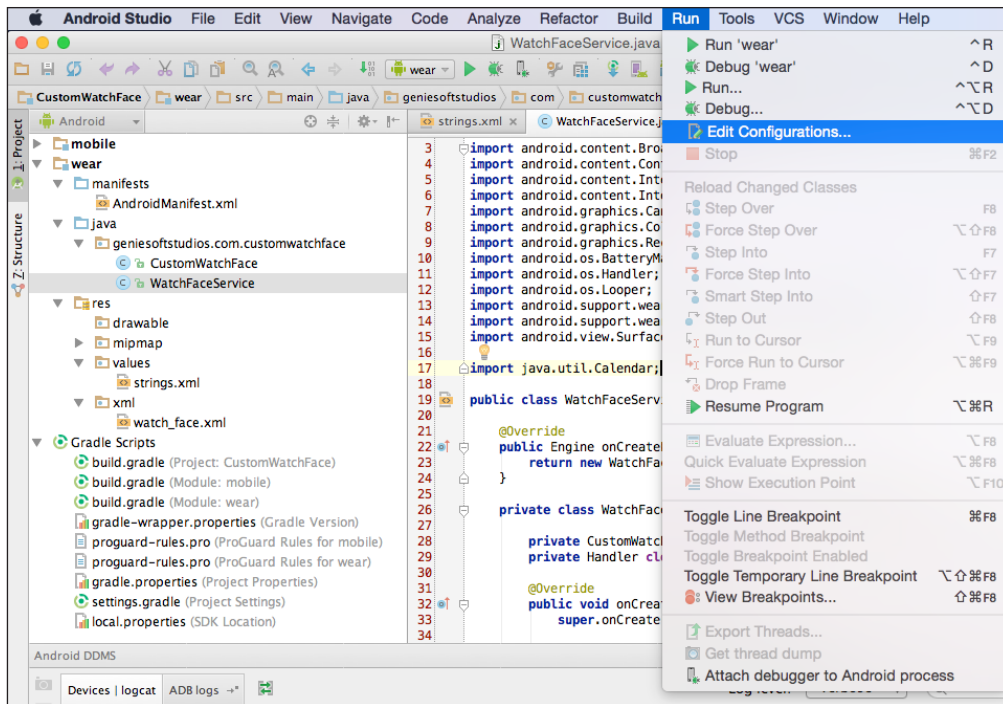 Android Studio File Edit View Navigate Code Analyze Refactor Build Run Tools VCS Window Help
WatchFaceService.java
wear
CustomWatchFace wear src main java geniesoftstudios com customwatch
Android
strings.xml WatchFaceService.j
1: Project
Z: Structure
mobile
wear
manifests
AndroidManifest.xml
java
geniesoftstudios.com.customwatchface
CustomWatchFace
WatchFaceService
res
drawable
mipmap
values
strings.xml
xml
watch_face.xml
Gradle Scripts
build.gradle (Project: CustomWatchFace)
build.gradle (Module: mobile)
build.gradle (Module: wear)
gradle-wrapper.properties (Gradle Version)
proguard-rules.pro (ProGuard Rules for mobile)
proguard-rules.pro (ProGuard Rules for wear)
gradle.properties (Project Properties)
settings.gradle (Project Settings)
local.properties (SDK Location)
3 import android.content.Bro
4 import android.content.Con
5 import android.content.Int
6 import android.content.Int
7 import android.graphics.Ca
8 import android.graphics.Co
9 import android.graphics.Re
10 import android.os.BatteryMa
11 import android.os.Handler;
12 import android.os.Looper;
13 import android.support.wea
14 import android.support.wea
15 import android.view.Surfac
16
17 import java.util.Calendar;
18
19 public class WatchFaceServi
20
21 @Override
22 public Engine onCreateE
23 return new WatchFac
24 }
25
26 private class WatchFac
27
28 private CustomWatch
29 private Handler clo
30
31 @Override
32 public void onCreat
33 super.onCreate
34
Run 'wear' ^R
Debug 'wear' ^D
Run... ^⌥R
Debug... ^⌥D
Edit Configurations...
Stop ⌘F2
Reload Changed Classes
Step Over F8
Force Step Over ⌥⇧F8
Step Into F7
Force Step Into ⌥⇧F7
Smart Step Into ⇧F7
Step Out ⇧F8
Run to Cursor ⌥F9
Force Run to Cursor ⌥⌘F9
Drop Frame
Resume Program ⌥⌘R
Evaluate Expression... ⌥F8
Quick Evaluate Expression ⌥⌘F8
Show Execution Point ⌥F10
Toggle Line Breakpoint ⌘F8
Toggle Method Breakpoint
Toggle Breakpoint Enabled
Toggle Temporary Line Breakpoint ⌥⇧⌘F8
View Breakpoints... ⇧⌘F8
Export Threads...
Get thread dump
Attach debugger to Android process
Android DDMS
Devices | logcat ADB logs